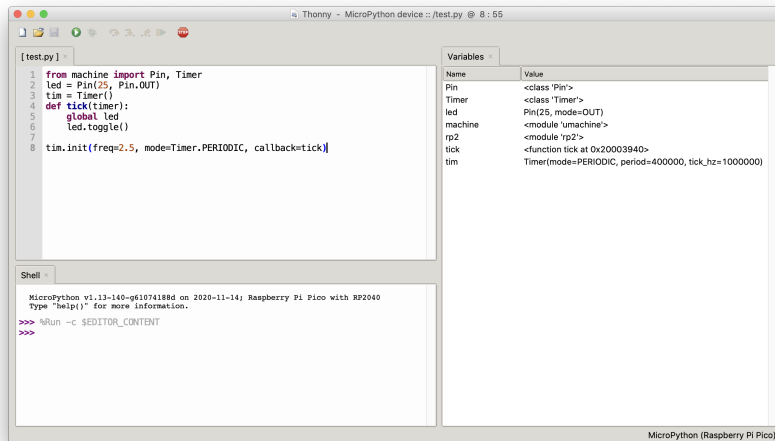 Thonny - MicroPython device :: /test.py @ 8 : 55
STOP
[ test.py ] ×
1 from machine import Pin, Timer
2 led = Pin(25, Pin.OUT)
3 tim = Timer()
4 def tick(timer):
5     global led
6     led.toggle()
7
8 tim.init(freq=2.5, mode=Timer.PERIODIC, callback=tick)
Shell ×
MicroPython v1.13-140-g61074188d on 2020-11-14; Raspberry Pi Pico with RP2040
Type "help()" for more information.
>>> %Run -c $EDITOR_CONTENT
>>>
Variables ×
Name Value
Pin <class 'Pin'>
Timer <class 'Timer'>
led Pin(25, mode=OUT)
machine <module 'umachine'>
rp2 <module 'rp2'>
tick <function tick at 0x20003940>
tim Timer(mode=PERIODIC, period=400000, tick_hz=1000000)
MicroPython (Raspberry Pi Pico)